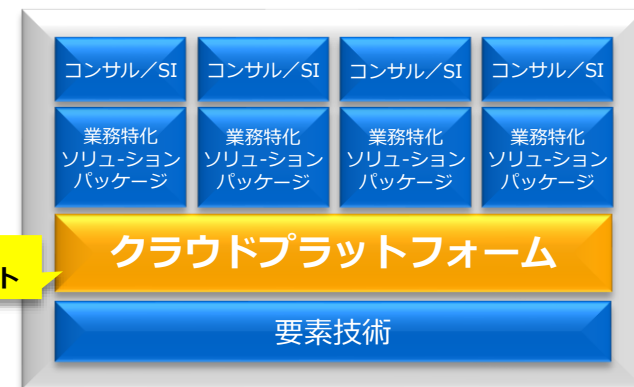 コンサル／SI
コンサル／SI
コンサル／SI
コンサル／SI
業務特化
ソリュ-ション
パッケージ
業務特化
ソリュ-ション
パッケージ
業務特化
ソリュ-ション
パッケージ
業務特化
ソリュ-ション
パッケージ
ト
クラウドプラットフォーム
要素技術